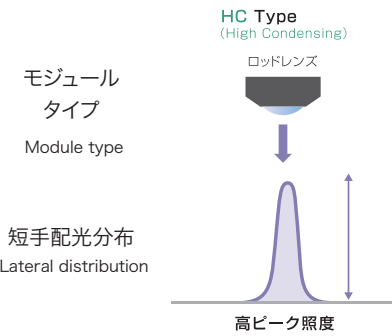 HC Type
(High Condensing)
ロッドレンズ
モジュール
タイプ
Module type
短手配光分布
Lateral distribution
高ピーク照度